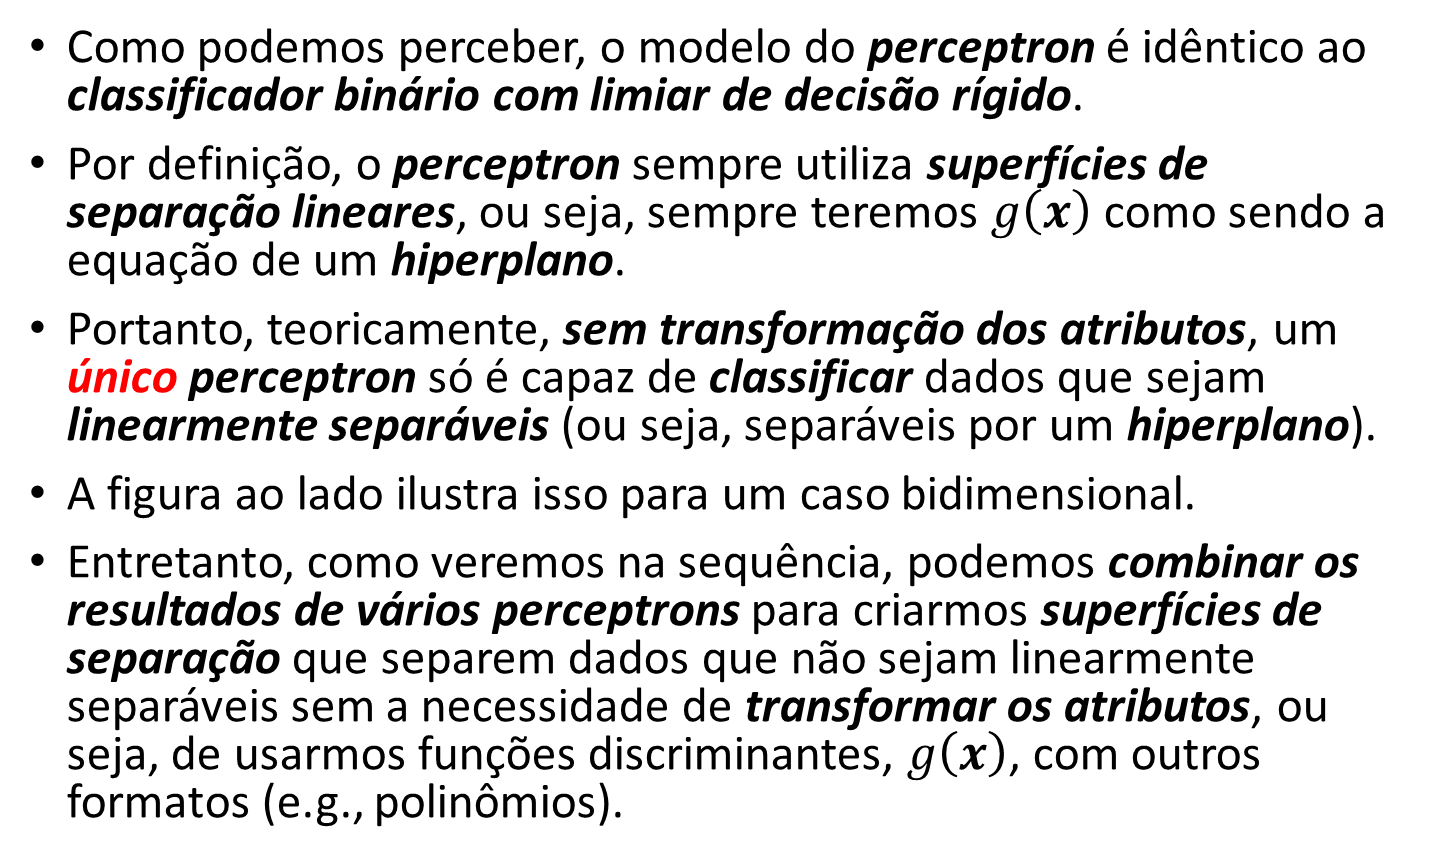 • Como podemos perceber, o modelo do perceptron é idêntico ao
classificador binário com limiar de decisão rígido.
• Por definição, o perceptron sempre utiliza superfícies de
separação lineares, ou seja, sempre teremos g(x) como sendo a
equação de um hiperplano.
• Portanto, teoricamente, sem transformação dos atributos, um
único perceptron só é capaz de classificar dados que sejam
linearmente separáveis (ou seja, separáveis por um hiperplano).
• A figura ao lado ilustra isso para um caso bidimensional.
• Entretanto, como veremos na sequência, podemos combinar os
resultados de vários perceptrons para criarmos superfícies de
separação que separem dados que não sejam linearmente
separáveis sem a necessidade de transformar os atributos, ou
seja, de usarmos funções discriminantes, g(x), com outros
formatos (e.g., polinômios).